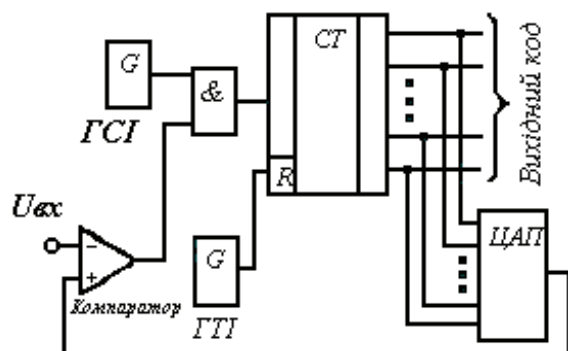 G
ГСІ
&
CT
R
Вихідний код
Uвх
−
+
Компаратор
G
ГТІ
ЦАП